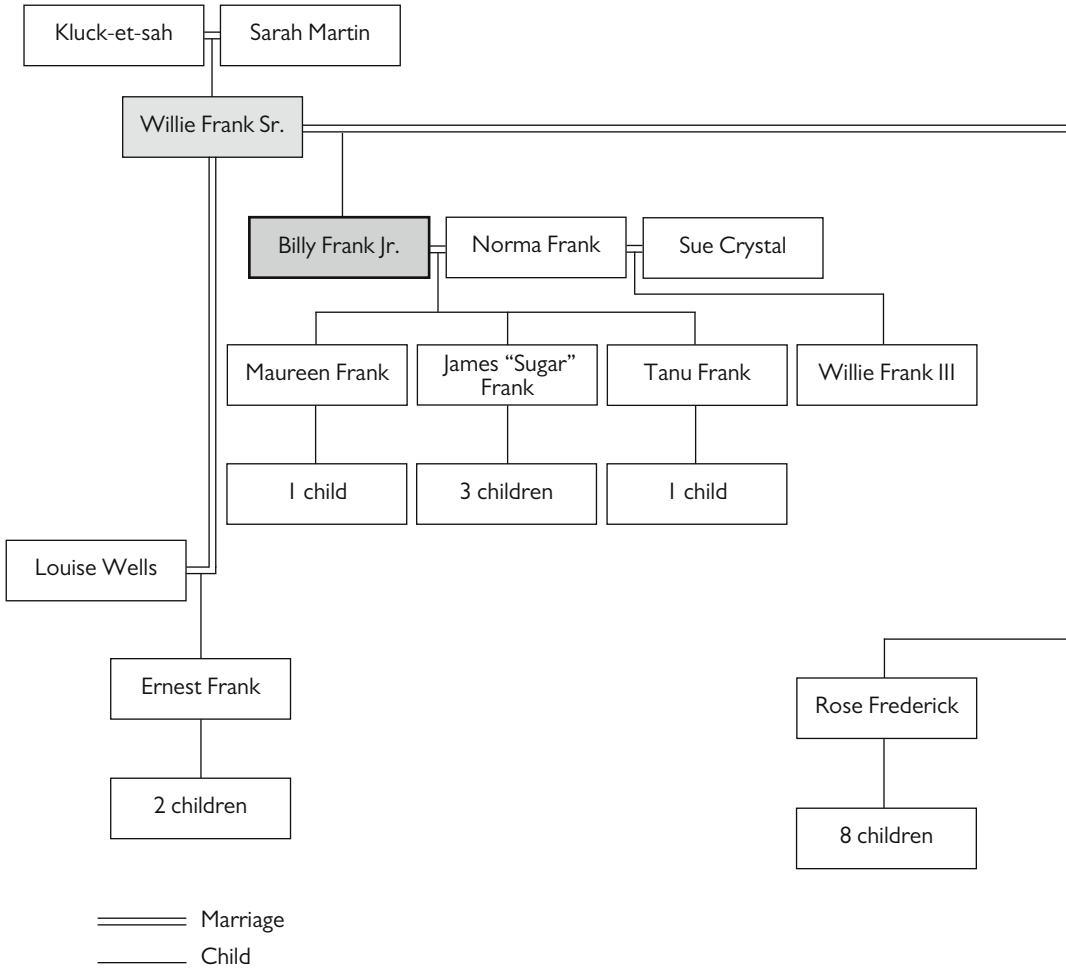 Kluck-et-sah
Sarah Martin
Willie Frank Sr.
Billy Frank Jr.
Norma Frank
Sue Crystal
Maureen Frank
James “Sugar”
Frank
Tanu Frank
Willie Frank III
1 child
3 children
1 child
Louise Wells
Ernest Frank
Rose Frederick
2 children
8 children
Marriage
Child